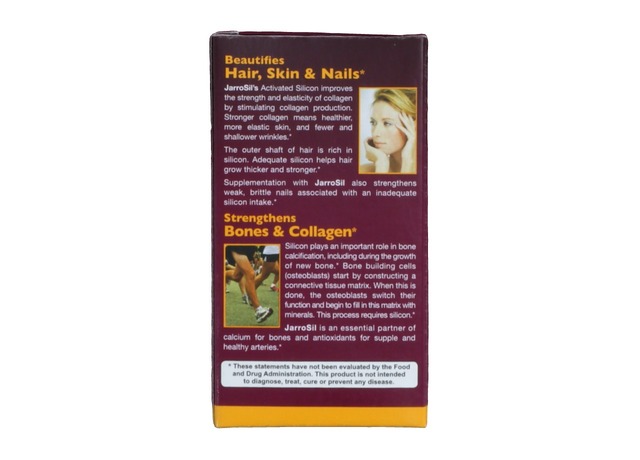 Beautifies
Hair, Skin & Nails*
JarroSil's Activated Silicon improves
the strength and elasticity of collagen
by stimulating collagen production.
Stronger collagen means healthier,
more elastic skin, and fewer and
shallower wrinkles.*
The outer shaft of hair is rich in
silicon. Adequate silicon helps hair
grow thicker and stronger.*
Supplementation with JarroSil also strengthens
weak, brittle nails associated with an inadequate
silicon intake.*
Strengthens
Bones & Collagen*
Silicon plays an important role in bone
calcification, including during the growth
of new bone.* Bone building cells
(osteoblasts) start by constructing a
connective tissue matrix. When this is
done, the osteoblasts switch their
function and begin to fill in this matrix with
minerals. This process requires silicon.*
JarroSil is an essential partner of
calcium for bones and antioxidants for supple and
healthy arteries.*
* These statements have not been evaluated by the Food
and Drug Administration. This product is not intended
to diagnose, treat, cure or prevent any disease.